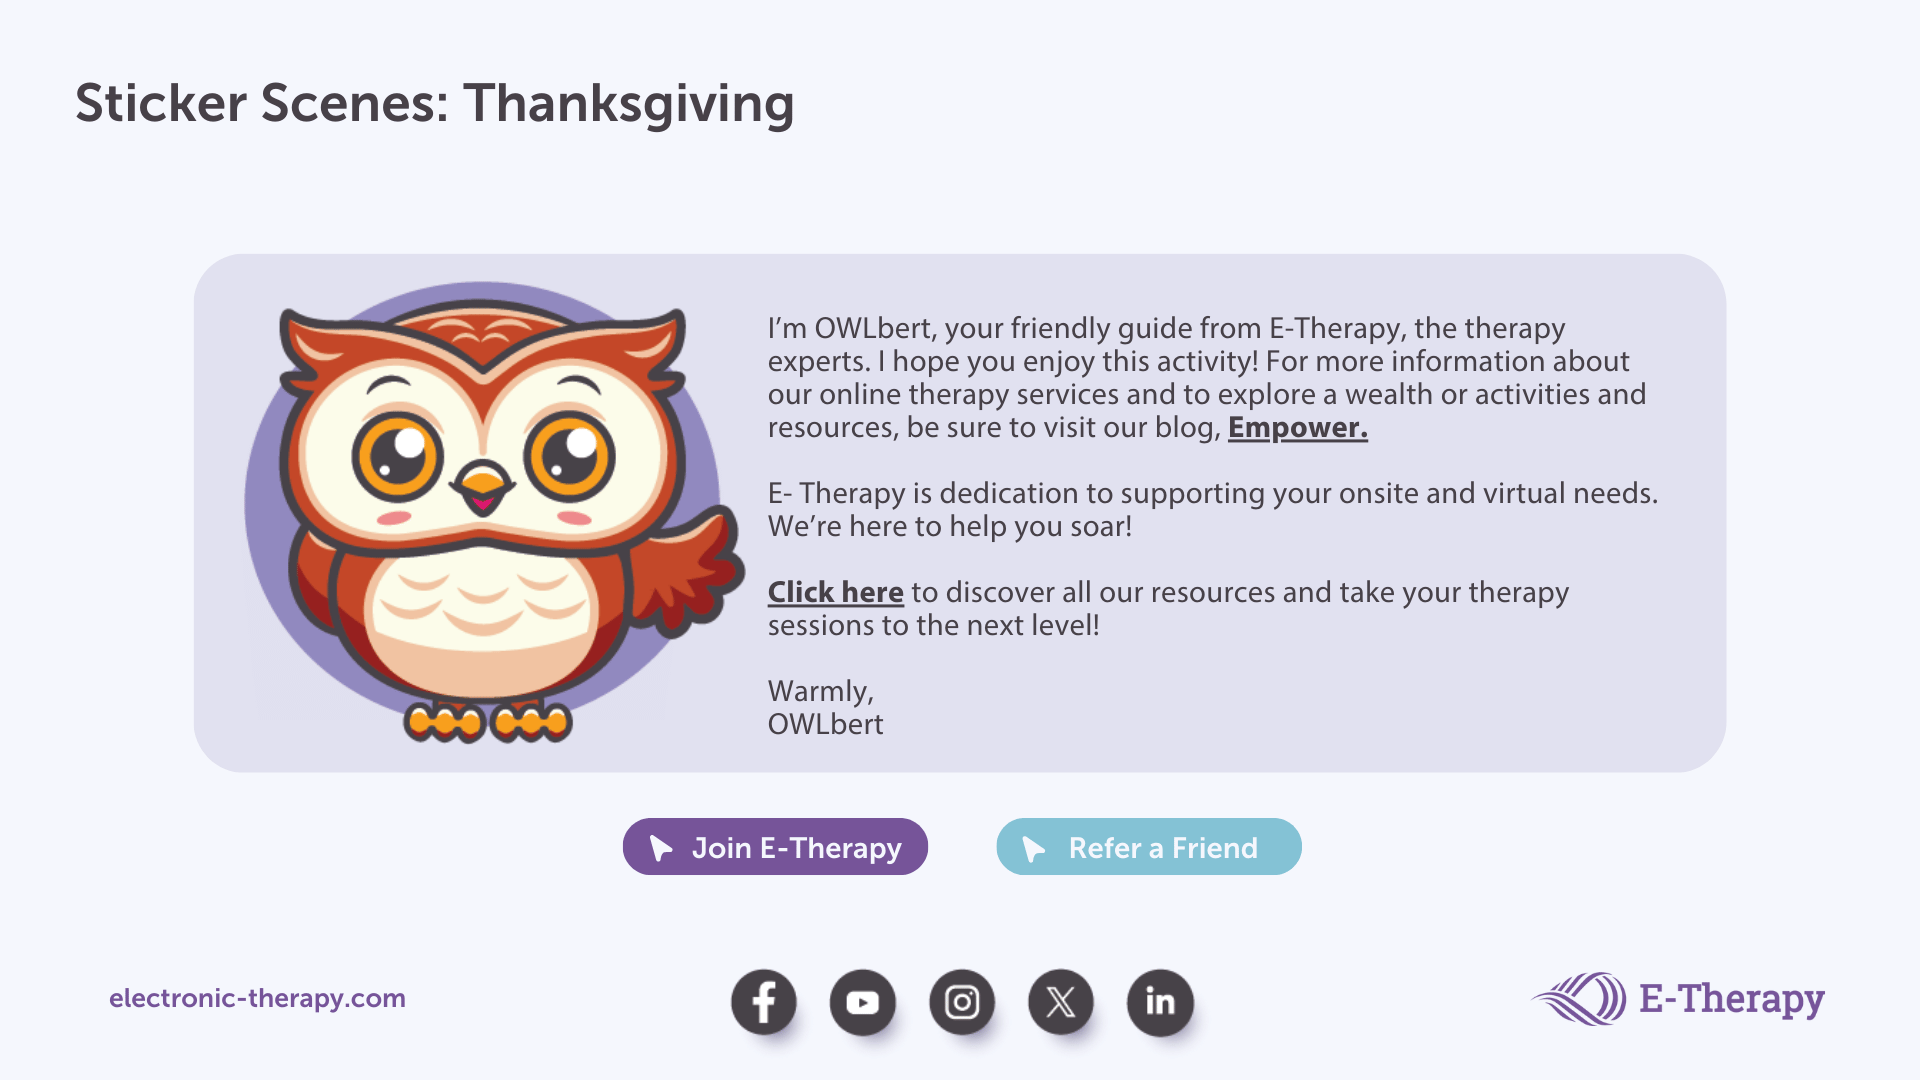 Sticker Scenes: Thanksgiving
I’m OWLbert, your friendly guide from E-Therapy, the therapy
experts. I hope you enjoy this activity! For more information about
our online therapy services and to explore a wealth or activities and
resources, be sure to visit our blog, Empower.
E- Therapy is dedication to supporting your onsite and virtual needs.
We’re here to help you soar!
Click here to discover all our resources and take your therapy
sessions to the next level!
Warmly,
OWLbert
Join E-Therapy
Refer a Friend
electronic-therapy.com
E-Therapy